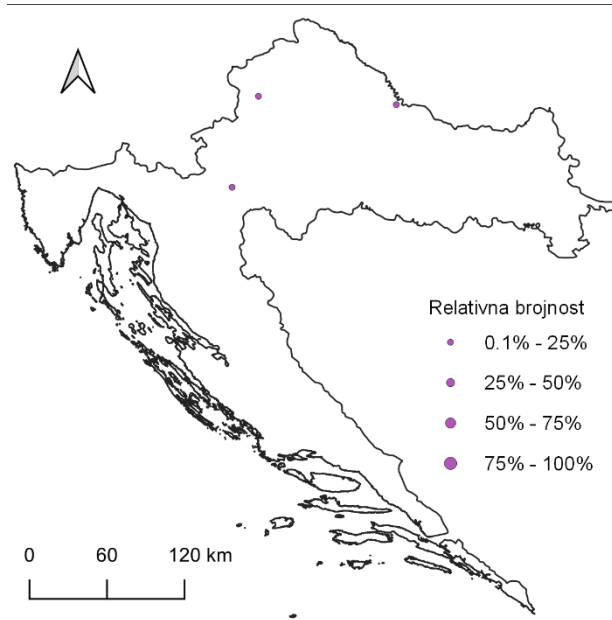 Relativna brojnost
0.1% - 25%
25% - 50%
50% - 75%
75% - 100%
0 60 120 km